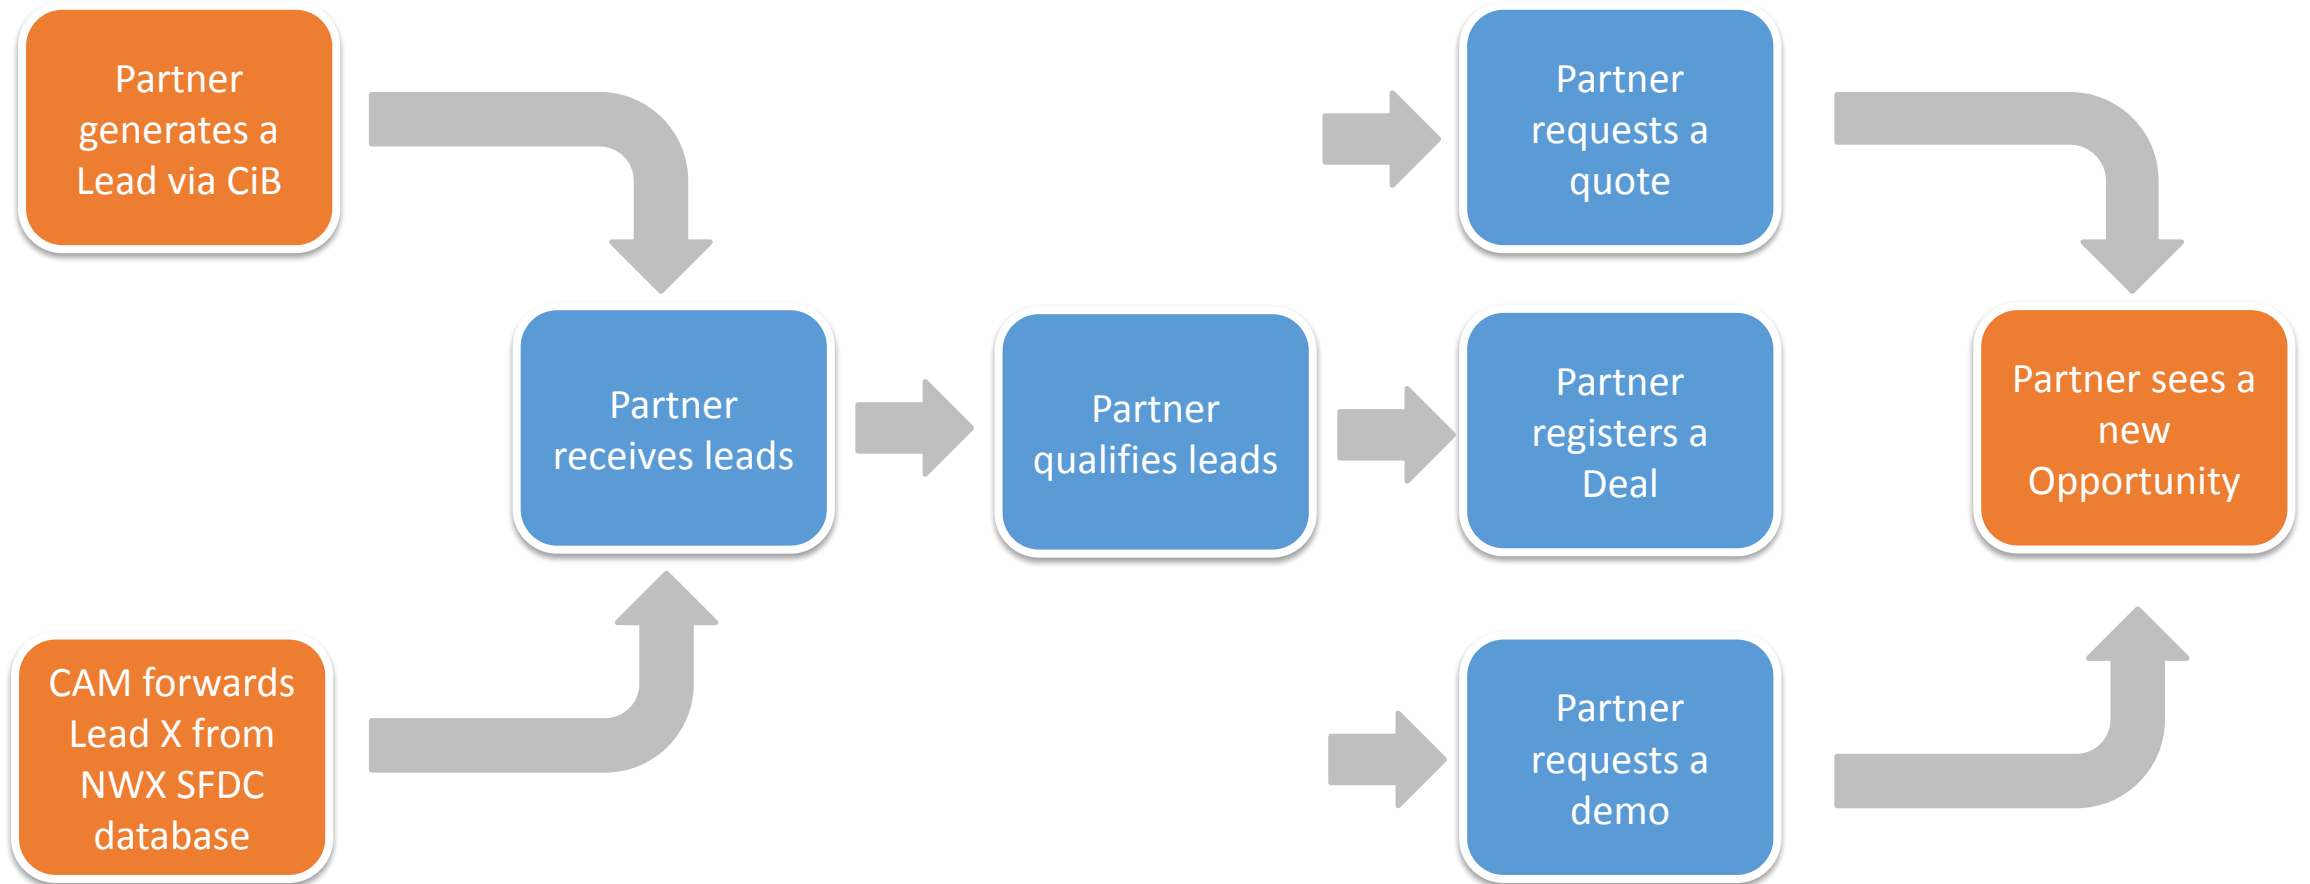 Partner
generates a
Lead via CiB
CAM forwards
Lead X from
NWX SFDC
database
Partner
receives leads
Partner
qualifies leads
Partner
requests a
quote
Partner
registers a
Deal
Partner
requests a
demo
Partner sees a
new
Opportunity